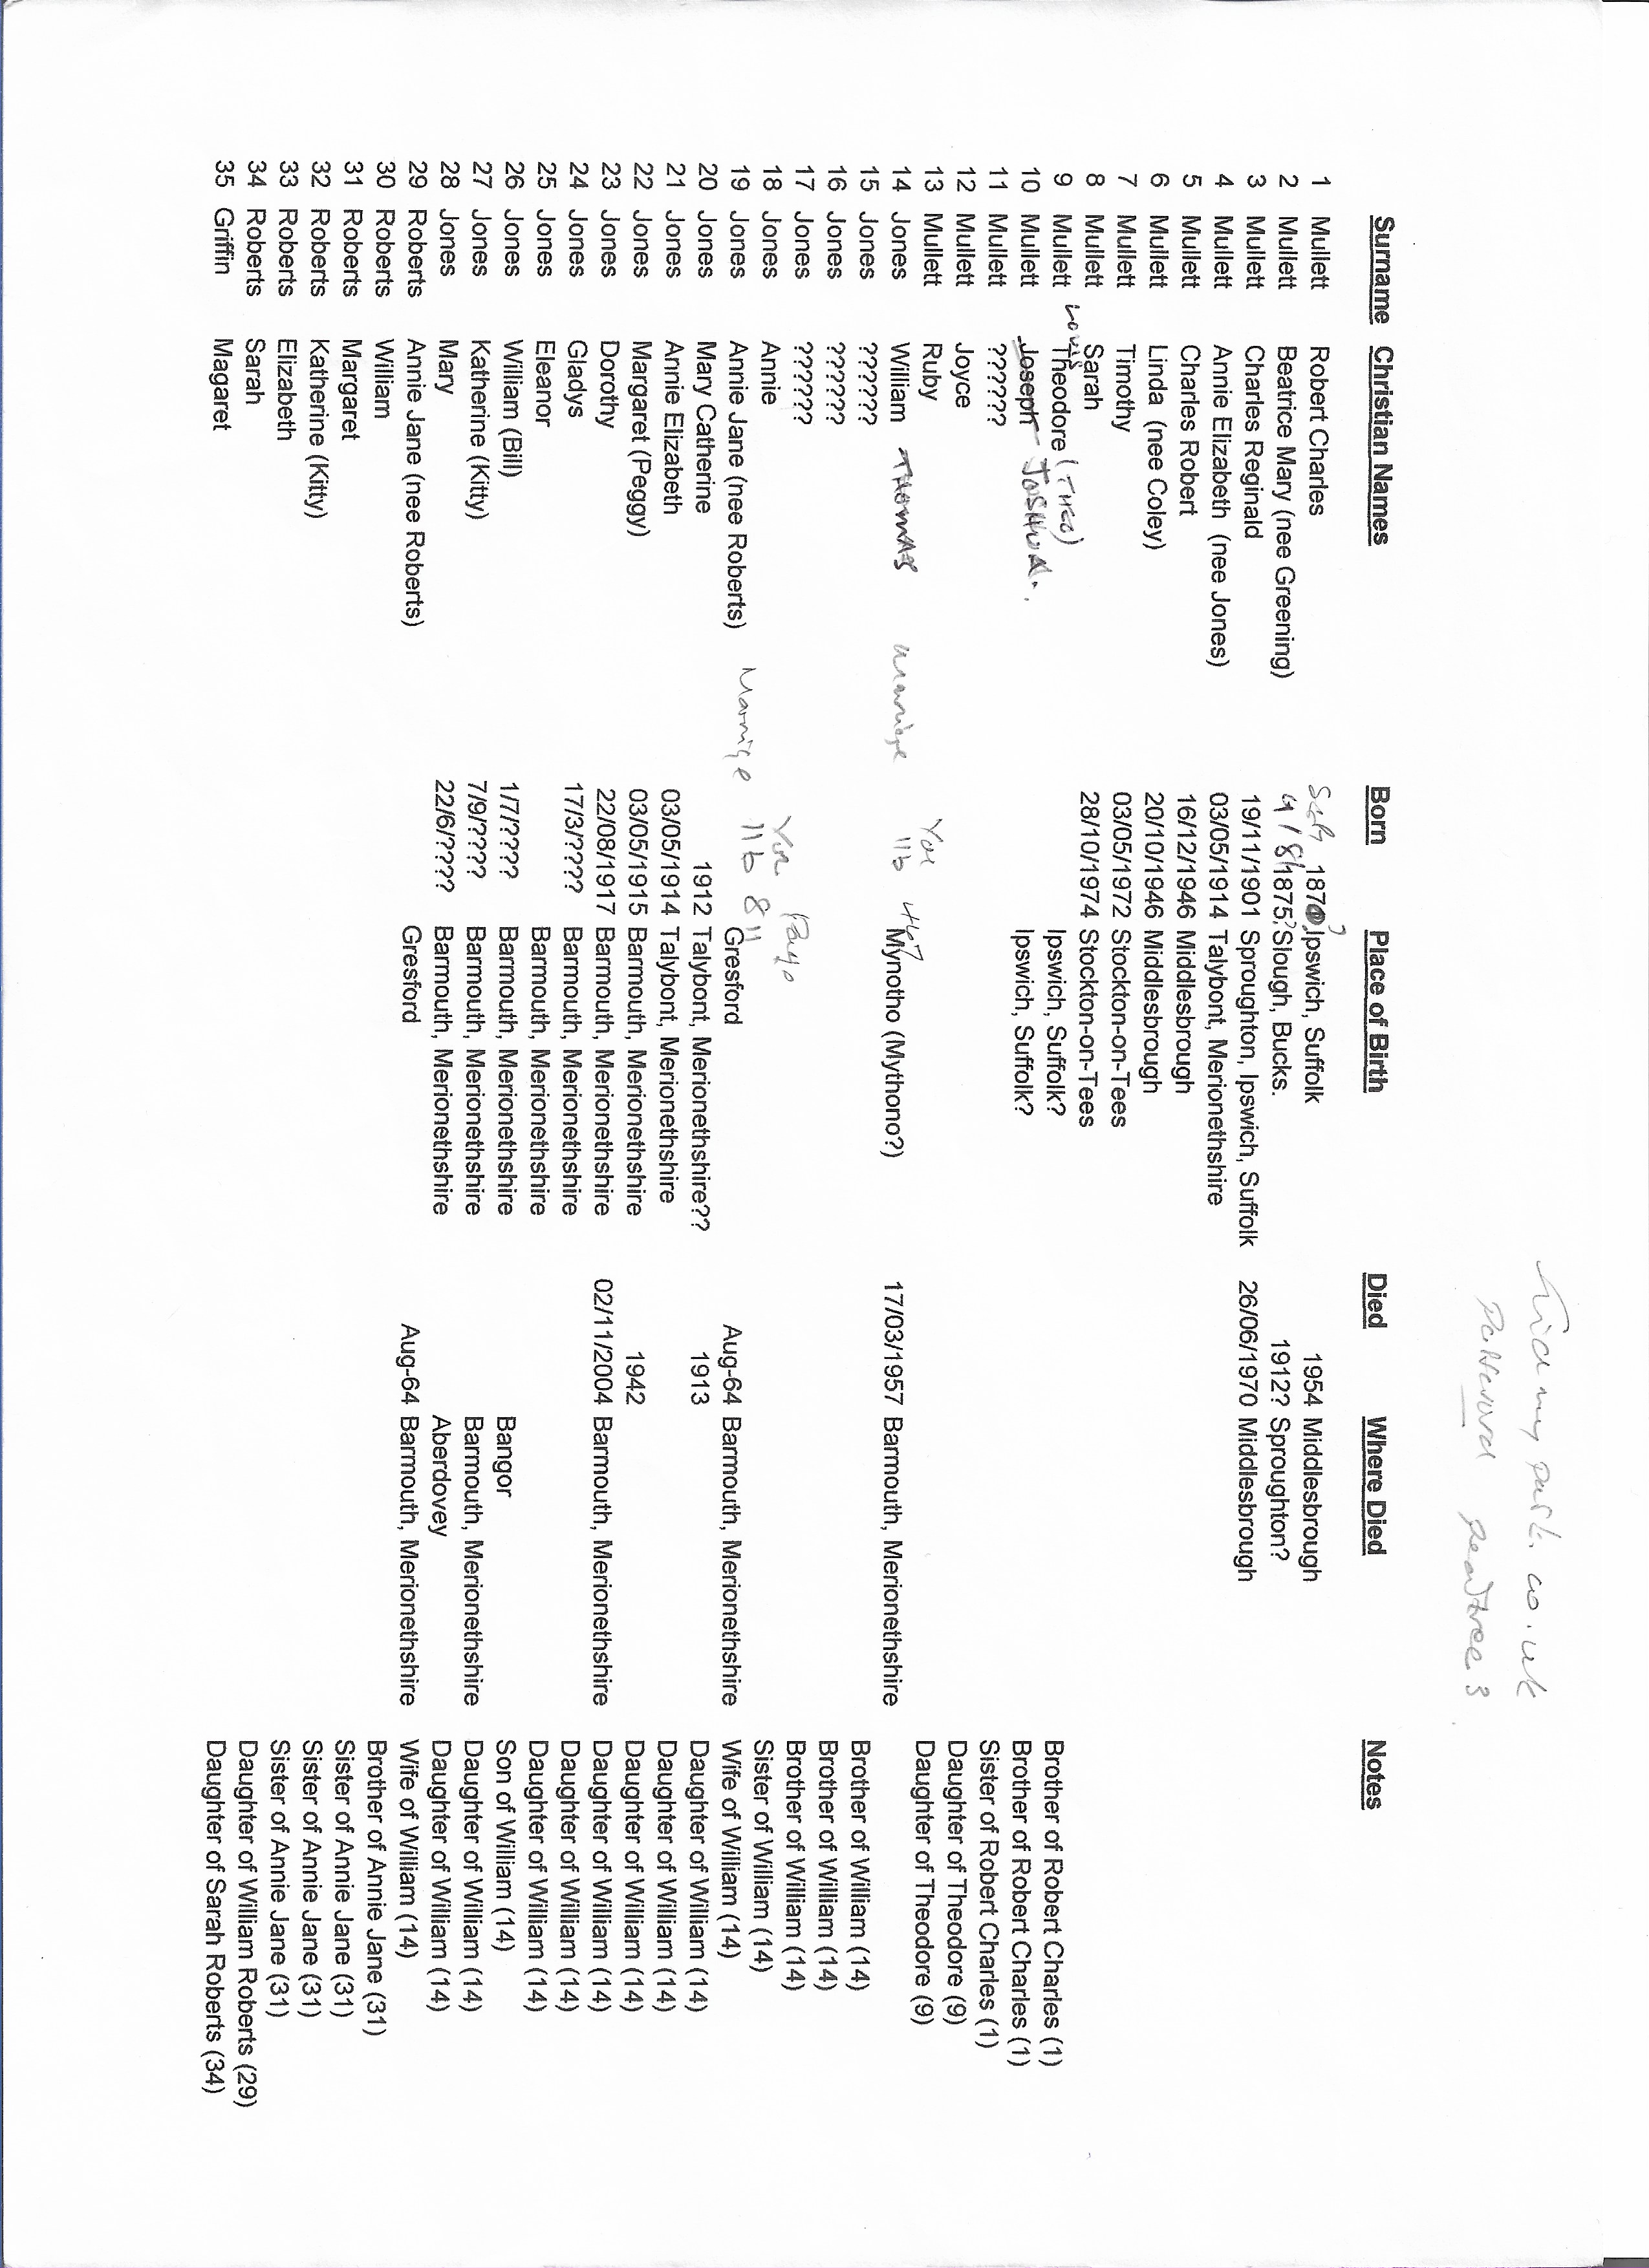 find my past. co. uk
Password peartree3
Surname Christian Names Born Place of Birth Died Where Died Notes
1 Mullett Robert Charles 187 ? Ipswich, Suffolk 1954 Middlesbrough
2 Mullett Beatrice Mary (nee Greening) 1875? Slough, Bucks. 1912? Sproughton?
3 Mullett Charles Reginald 19/11/1901 Sproughton, Ipswich, Suffolk 26/06/1970 Middlesbrough
4 Mullett Annie Elizabeth (nee Jones) 03/05/1914 Talybont, Merionethshire
5 Mullett Charles Robert 16/12/1946 Middlesbrough
6 Mullett Linda (nee Coley) 20/10/1946 Middlesbrough
7 Mullett Timothy 03/05/1972 Stockton-on-Tees
8 Mullett Sarah 28/10/1974 Stockton-on-Tees
9 Mullett LOUIS Theodore (THEO) Ipswich, Suffolk? Brother of Robert Charles (1)
10 Mullett Joseph JOSHUA. Ipswich, Suffolk? Brother of Robert Charles (1)
11 Mullett ?????? Sister of Robert Charles (1)
12 Mullett Joyce Daughter of Theodore (9)
13 Mullett Ruby Daughter of Theodore (9)
Vol
14 Jones William THOMAS Marriage 11b 467 Mynotho (Mythono?) 17/03/1957 Barmouth, Merionethshire
15 Jones ?????? Brother of William (14)
16 Jones ?????? Brother of William (14)
17 Jones ?????? Brother of William (14)
Vol Page
18 Jones Annie Sister of William (14)
19 Jones Annie Jane (nee Roberts) Marriage 11b 811 Gresford Aug-64 Barmouth, Merionethshire Wife of William (14)
20 Jones Mary Catherine 1912 Talybont, Merionethshire?? 1913 Daughter of William (14)
21 Jones Annie Elizabeth 03/05/1914 Talybont, Merionethshire Daughter of William (14)
22 Jones Margaret (Peggy) 03/05/1915 Barmouth, Merionethshire 1942 Daughter of William (14)
23 Jones Dorothy 22/08/1917 Barmouth, Merionethshire 02/11/2004 Barmouth, Merionethshire Daughter of William (14)
24 Jones Gladys 17/3/???? Barmouth, Merionethshire Daughter of William (14)
25 Jones Eleanor Barmouth, Merionethshire Daughter of William (14)
26 Jones William (Bill) 1/7/???? Barmouth, Merionethshire Bangor Son of William (14)
27 Jones Katherine (Kitty) 7/9/???? Barmouth, Merionethshire Barmouth, Merionethshire Daughter of William (14)
28 Jones Mary 22/6/???? Barmouth, Merionethshire Aberdovey Daughter of William (14)
29 Roberts Annie Jane (nee Roberts) Gresford Aug-64 Barmouth, Merionethshire Wife of William (14)
30 Roberts William Brother of Annie Jane (31)
31 Roberts Margaret Sister of Annie Jane (31)
32 Roberts Katherine (Kitty) Sister of Annie Jane (31)
33 Roberts Elizabeth Sister of Annie Jane (31)
34 Roberts Sarah Daughter of William Roberts (29)
35 Griffin Magaret Daughter of Sarah Roberts (34)